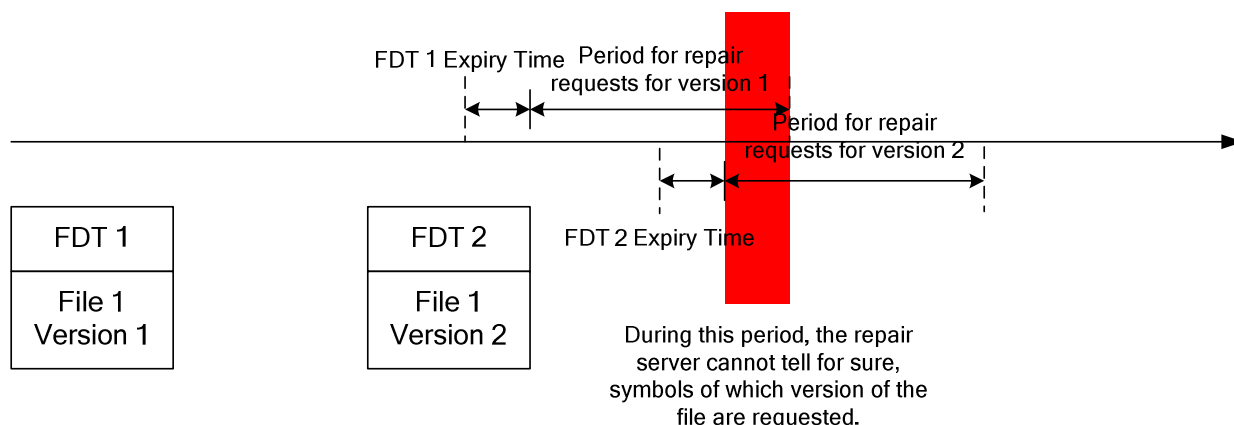 FDT 1 Expiry Time
Period for repair
requests for version 1
Period for repair
requests for version 2
FDT 2 Expiry Time
FDT 1
File 1
Version 1
FDT 2
File 1
Version 2
During this period, the repair
server cannot tell for sure,
symbols of which version of the
file are requested.